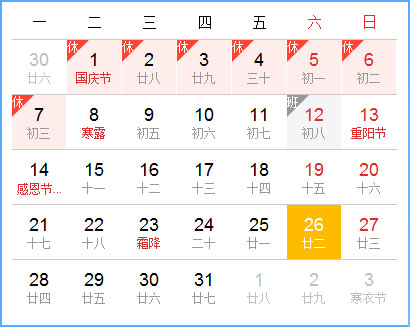 一 二 三 四 五 六 日
30 休 1 休 2 休 3 休 4 休 5 休 6
廿六 国庆节 廿八 廿九 三十 初一 初二
休 7 8 9 10 11 班 12 13
初三 寒露 初五 初六 初七 初八 重阳节
14 15 16 17 18 19 20
感恩节... 十一 十二 十三 十四 十五 十六
21 22 23 24 25 26 27
十七 十八 霜降 二十 廿一 廿二 廿三
28 29 30 31 1 2 3
廿四 廿五 廿六 廿七 廿八 廿九 寒衣节